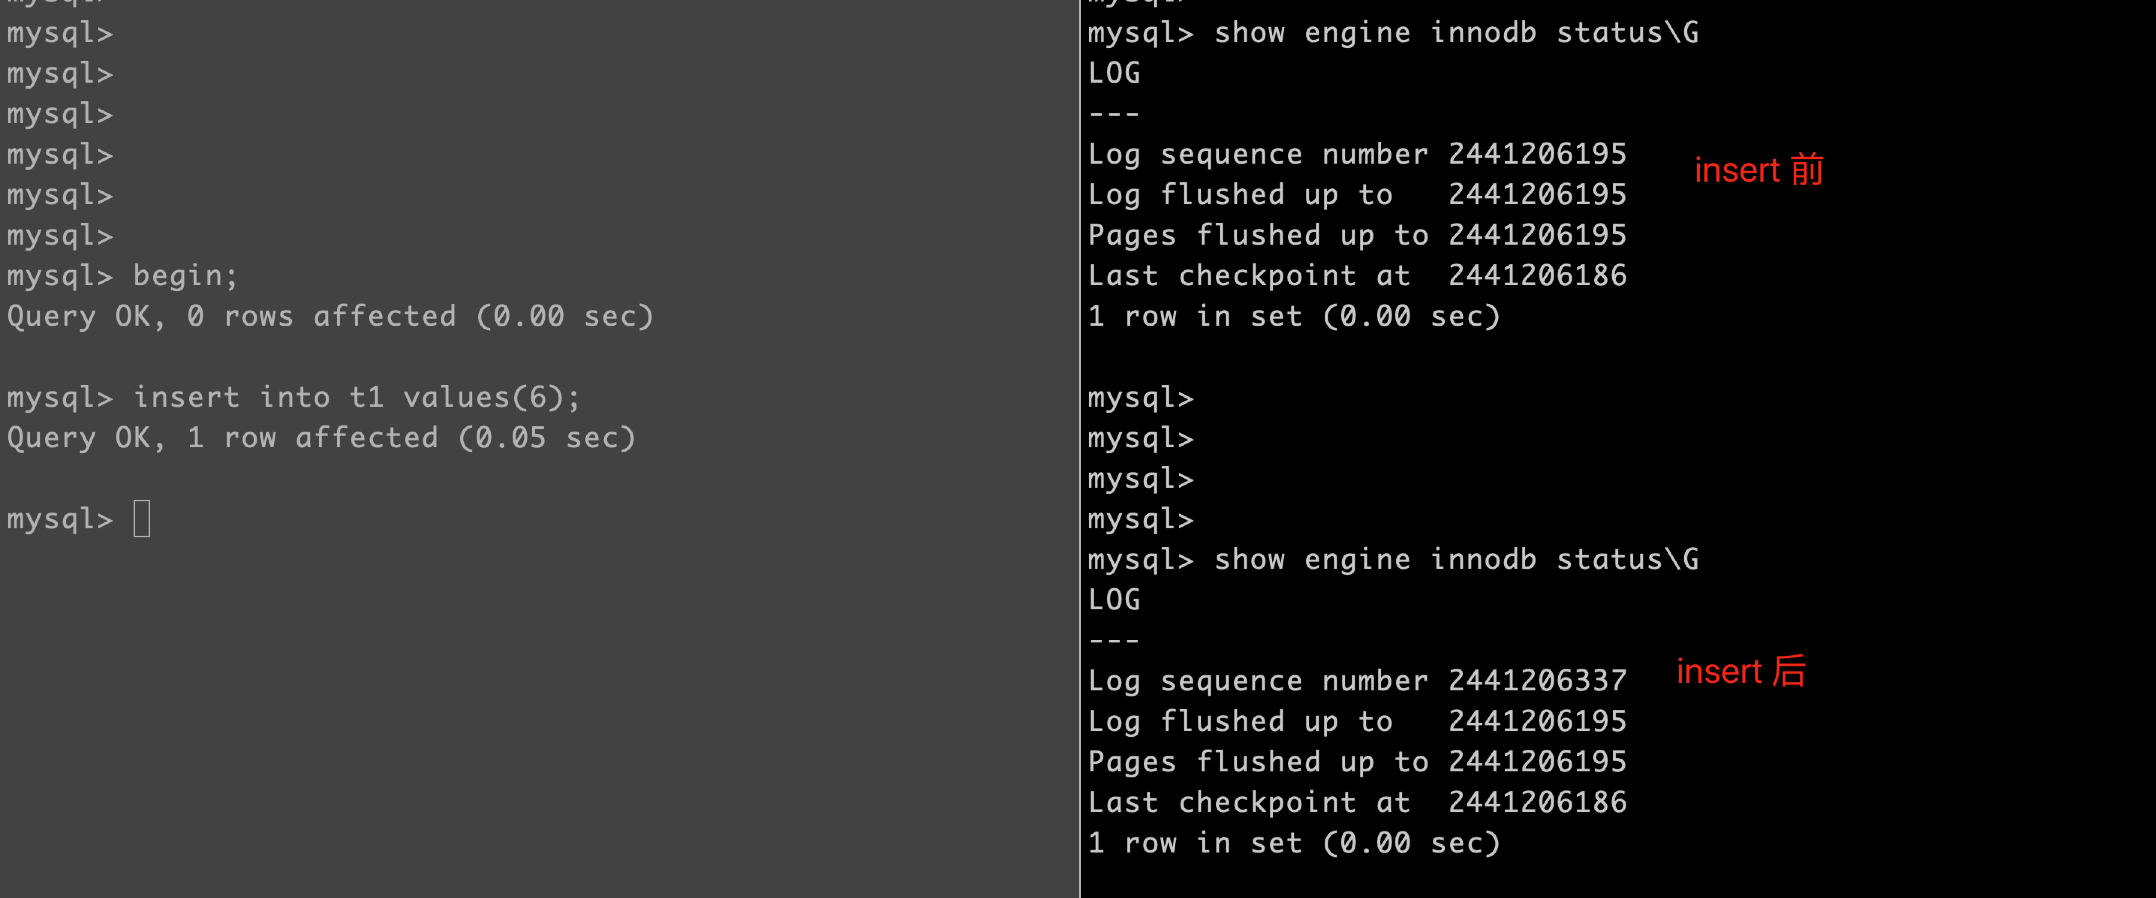 mysql>
mysql>
mysql>
mysql>
mysql>
mysql>
mysql>
mysql> begin;
Query OK, 0 rows affected (0.00 sec)
mysql> insert into t1 values(6);
Query OK, 1 row affected (0.05 sec)
mysql>
mysql>
mysql> show engine innodb status\G
LOG
---
Log sequence number 2441206195
insert 前
Log flushed up to   2441206195
Pages flushed up to 2441206195
Last checkpoint at  2441206186
1 row in set (0.00 sec)
mysql>
mysql>
mysql>
mysql>
mysql> show engine innodb status\G
LOG
---
Log sequence number 2441206337
insert 后
Log flushed up to   2441206195
Pages flushed up to 2441206195
Last checkpoint at  2441206186
1 row in set (0.00 sec)